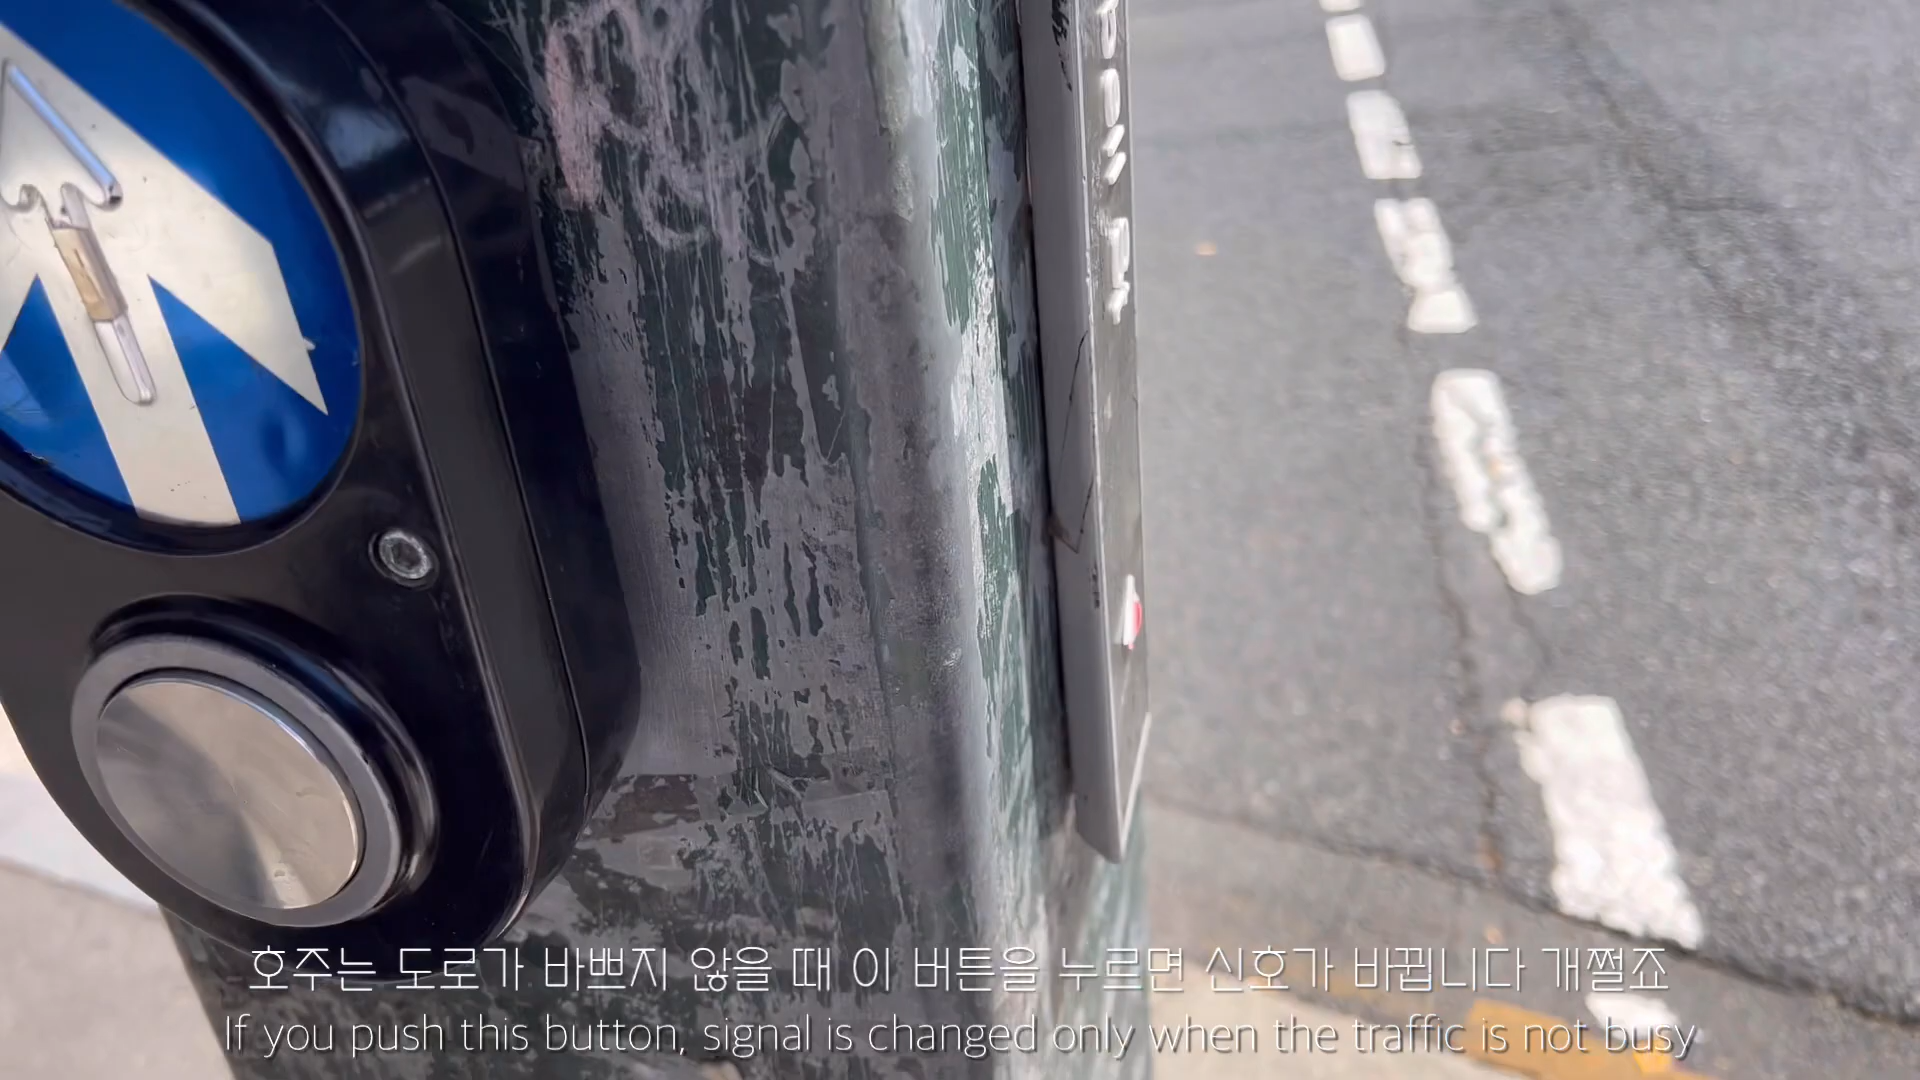 호주는 도로가 바쁘지 않을 때 이 버튼을 누르면 신호가 바뀝니다 개쩔죠
If you push this button, signal is changed only when the traffic is not busy